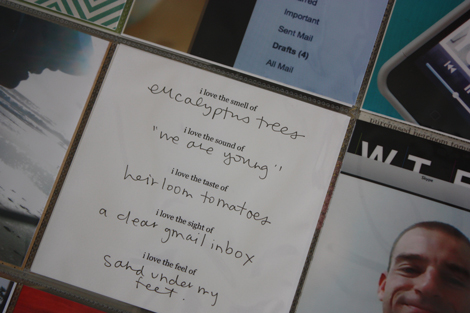 Important
Sent Mail
Drafts (4)
All Mail
i love the smell of
eucalyptus trees
i love the sound of
"we are young"
i love the taste of
heirloom tomatoes
i love the sight of
a clear gmail inbox
i love the feel of
sand under my
feet.
W T F